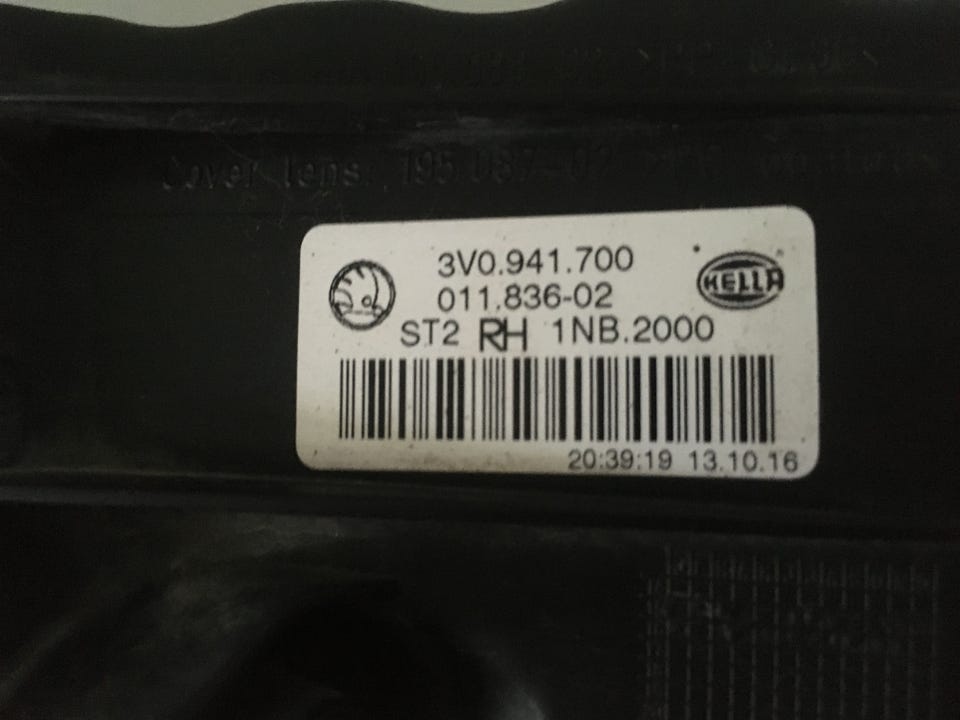 Cover lens: 195.087-02
3V0.941.700
HELLA
011.836-02
ST2 RH 1NB.2000
20:39:19 13.10.16